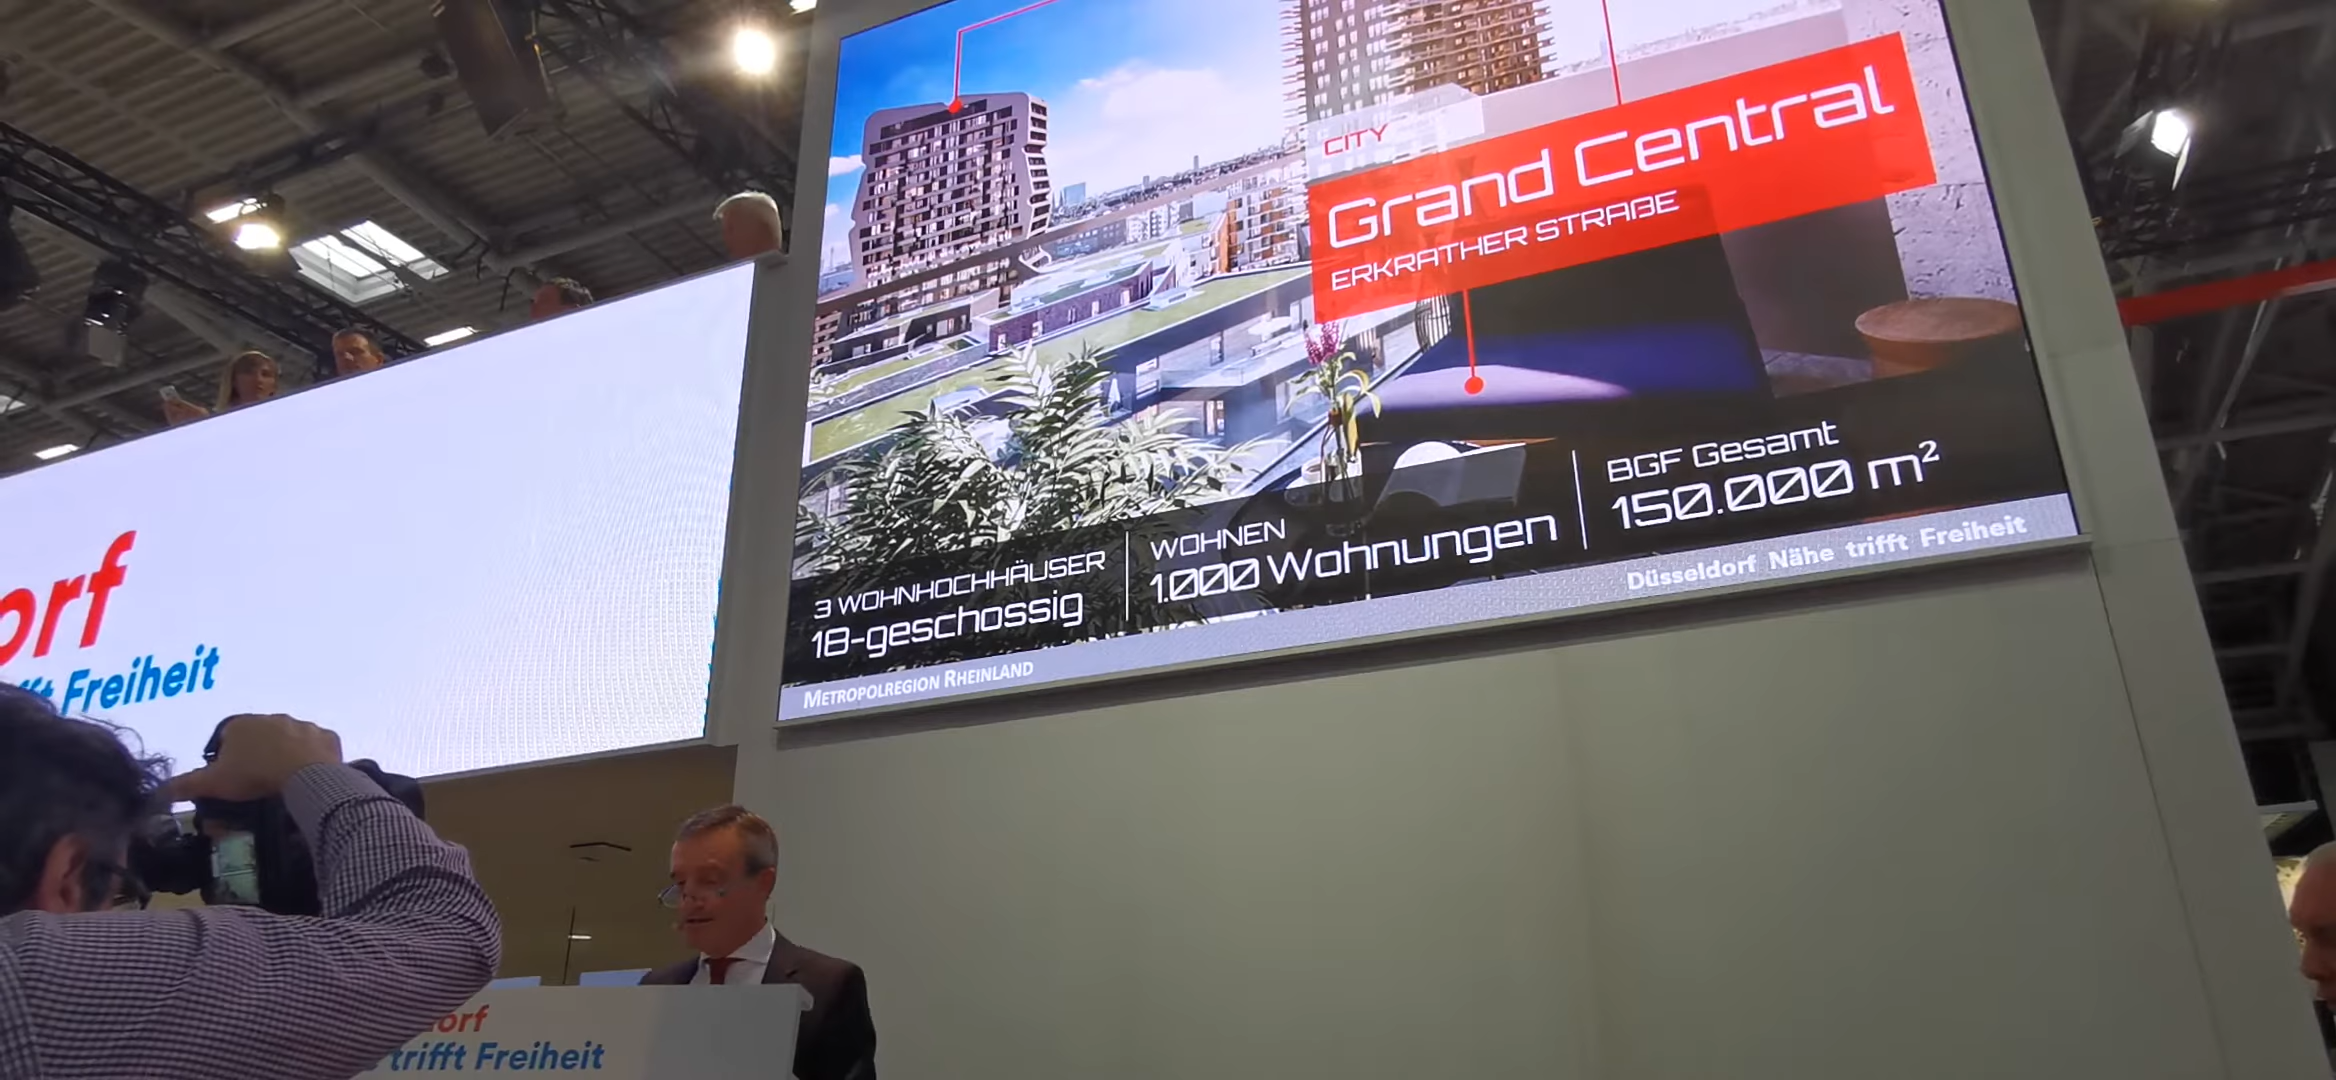 CITY
Grand Central
ERKRATHER STRAßE
3 WOHNHOCHHÄUSER
18-geschossig
WOHNEN
1.000 Wohnungen
BGF Gesamt
150.000 m²
Düsseldorf Nähe trifft Freiheit
METROPOLREGION RHEINLAND
orf
Freiheit
orf
trifft Freiheit